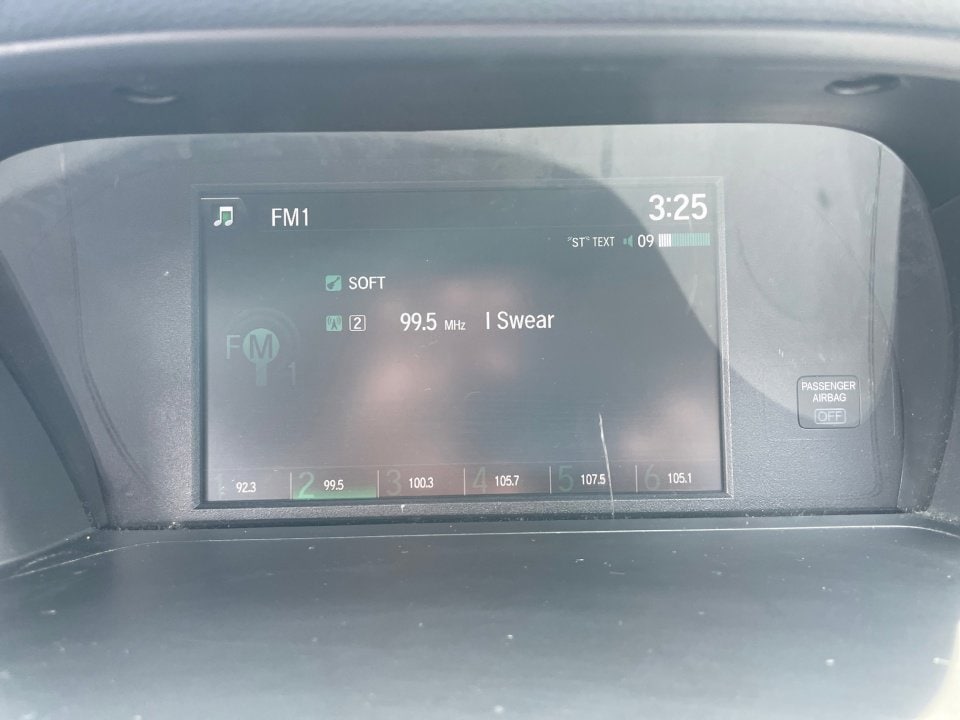 FM1
3:25
"ST" TEXT 09
SOFT
2 99.5 MHz I Swear
FM 1
PASSENGER
AIRBAG
OFF
92.3 2 99.5 3 100.3 4 105.7 5 107.5 6 105.1